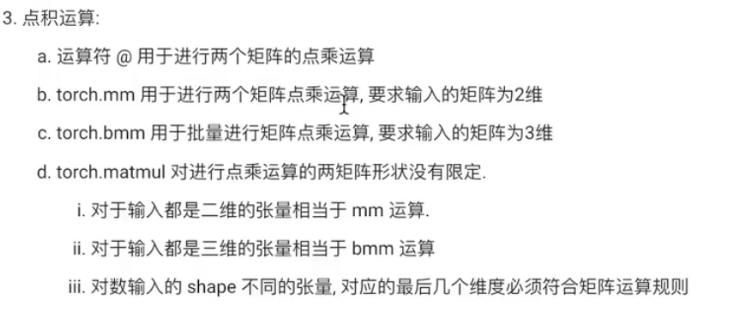 3. 点积运算:
a. 运算符 @ 用于进行两个矩阵的点乘运算
b. torch.mm 用于进行两个矩阵点乘运算, 要求输入的矩阵为2维
c. torch.bmm 用于批量进行矩阵点乘运算, 要求输入的矩阵为3维
d. torch.matmul 对进行点乘运算的两矩阵形状没有限定.
i. 对于输入都是二维的张量相当于 mm 运算.
ii. 对于输入都是三维的张量相当于 bmm 运算
iii. 对数输入的 shape 不同的张量, 对应的最后几个维度必须符合矩阵运算规则